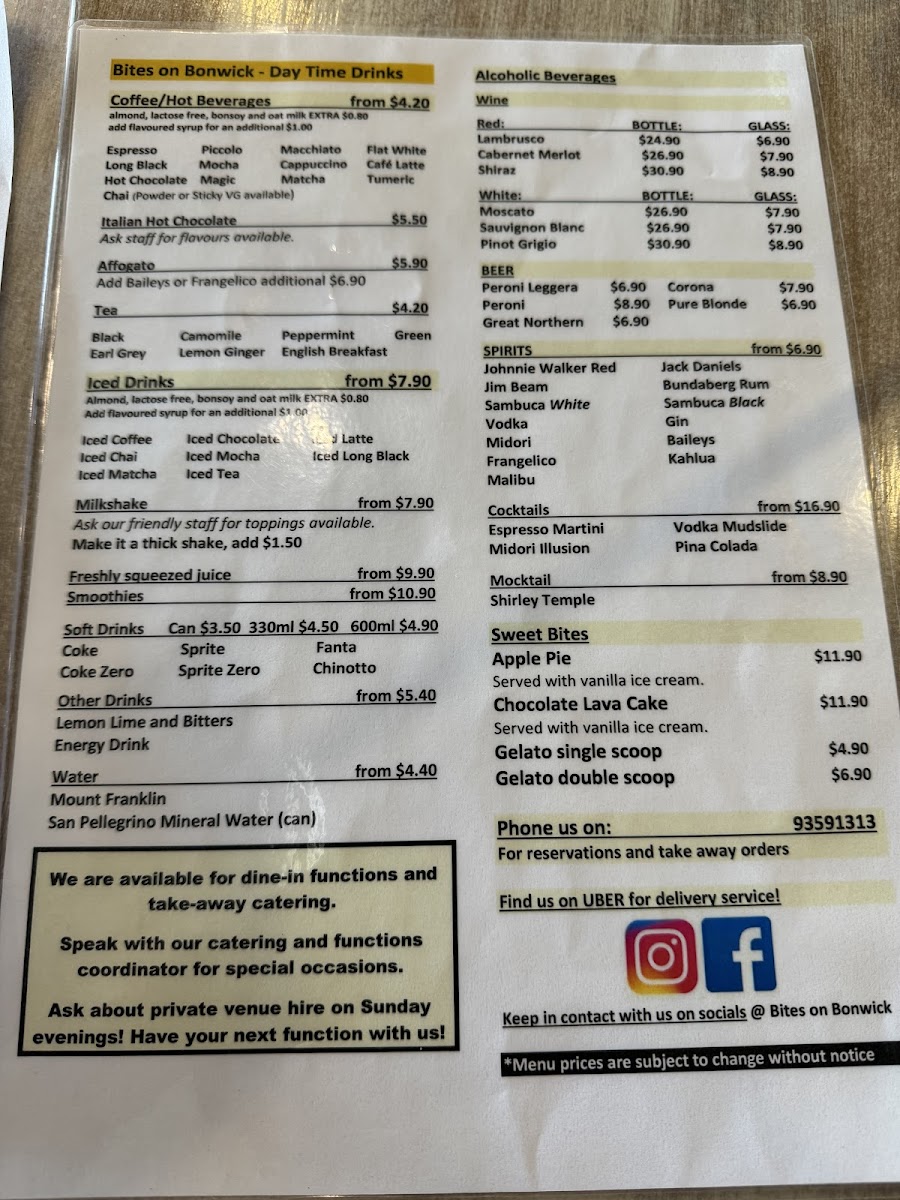 Bites on Bonwick - Day Time Drinks
Coffee/Hot Beverages from $4.20
almond, lactose free, bonsoy and oat milk EXTRA $0.80
add flavoured syrup for an additional $1.00
Espresso Piccolo Macchiato Flat White
Long Black Mocha Cappuccino Café Latte
Hot Chocolate Magic Matcha Tumeric
Chai (Powder or Sticky VG available)
Italian Hot Chocolate $5.50
Ask staff for flavours available.
Affogato $5.90
Add Baileys or Frangelico additional $6.90
Tea $4.20
Black Camomile Peppermint Green
Earl Grey Lemon Ginger English Breakfast
Iced Drinks from $7.90
Almond, lactose free, bonsoy and oat milk EXTRA $0.80
Add flavoured syrup for an additional $1.00
Iced Coffee Iced Chocolate Iced Latte
Iced Chai Iced Mocha Iced Long Black
Iced Matcha Iced Tea
Milkshake from $7.90
Ask our friendly staff for toppings available.
Make it a thick shake, add $1.50
Freshly squeezed juice from $9.90
Smoothies from $10.90
Soft Drinks Can $3.50 330ml $4.50 600ml $4.90
Coke Sprite Fanta
Coke Zero Sprite Zero Chinotto
Other Drinks from $5.40
Lemon Lime and Bitters
Energy Drink
Water from $4.40
Mount Franklin
San Pellegrino Mineral Water (can)
We are available for dine-in functions and
take-away catering.
Speak with our catering and functions
coordinator for special occasions.
Ask about private venue hire on Sunday
evenings! Have your next function with us!
Alcoholic Beverages
Wine
Red: BOTTLE: GLASS:
Lambrusco $24.90 $6.90
Cabernet Merlot $26.90 $7.90
Shiraz $30.90 $8.90
White: BOTTLE: GLASS:
Moscato $26.90 $7.90
Sauvignon Blanc $26.90 $7.90
Pinot Grigio $30.90 $8.90
BEER
Peroni Leggera $6.90 Corona $7.90
Peroni $8.90 Pure Blonde $6.90
Great Northern $6.90
SPIRITS from $6.90
Johnnie Walker Red Jack Daniels
Jim Beam Bundaberg Rum
Sambuca White Sambuca Black
Vodka Gin
Midori Baileys
Frangelico Kahlua
Malibu
Cocktails from $16.90
Espresso Martini Vodka Mudslide
Midori Illusion Pina Colada
Mocktail from $8.90
Shirley Temple
Sweet Bites
Apple Pie $11.90
Served with vanilla ice cream.
Chocolate Lava Cake $11.90
Served with vanilla ice cream.
Gelato single scoop $4.90
Gelato double scoop $6.90
Phone us on: 93591313
For reservations and take away orders
Find us on UBER for delivery service!
Keep in contact with us on socials @ Bites on Bonwick
*Menu prices are subject to change without notice